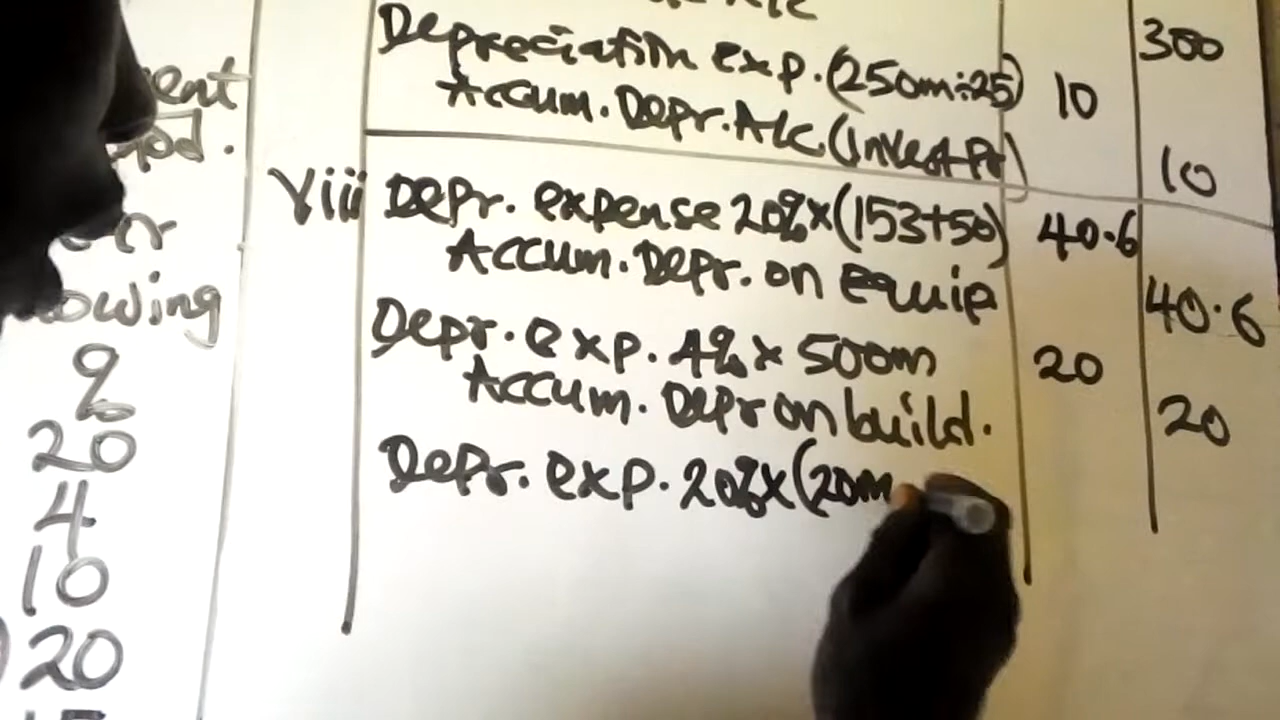 300
Depreciation exp. (250m÷25) 10
Accum. Depr. A/C. (Invest Pr) 10
viii Depr. expense 20%x(153+50) 40.6
Accum. Depr. on Equip 40.6
Depr. exp. 4% x 500m 20
Accum. Depr on build. 20
Depr. exp. 20%x(20m
%
20
4
10
20